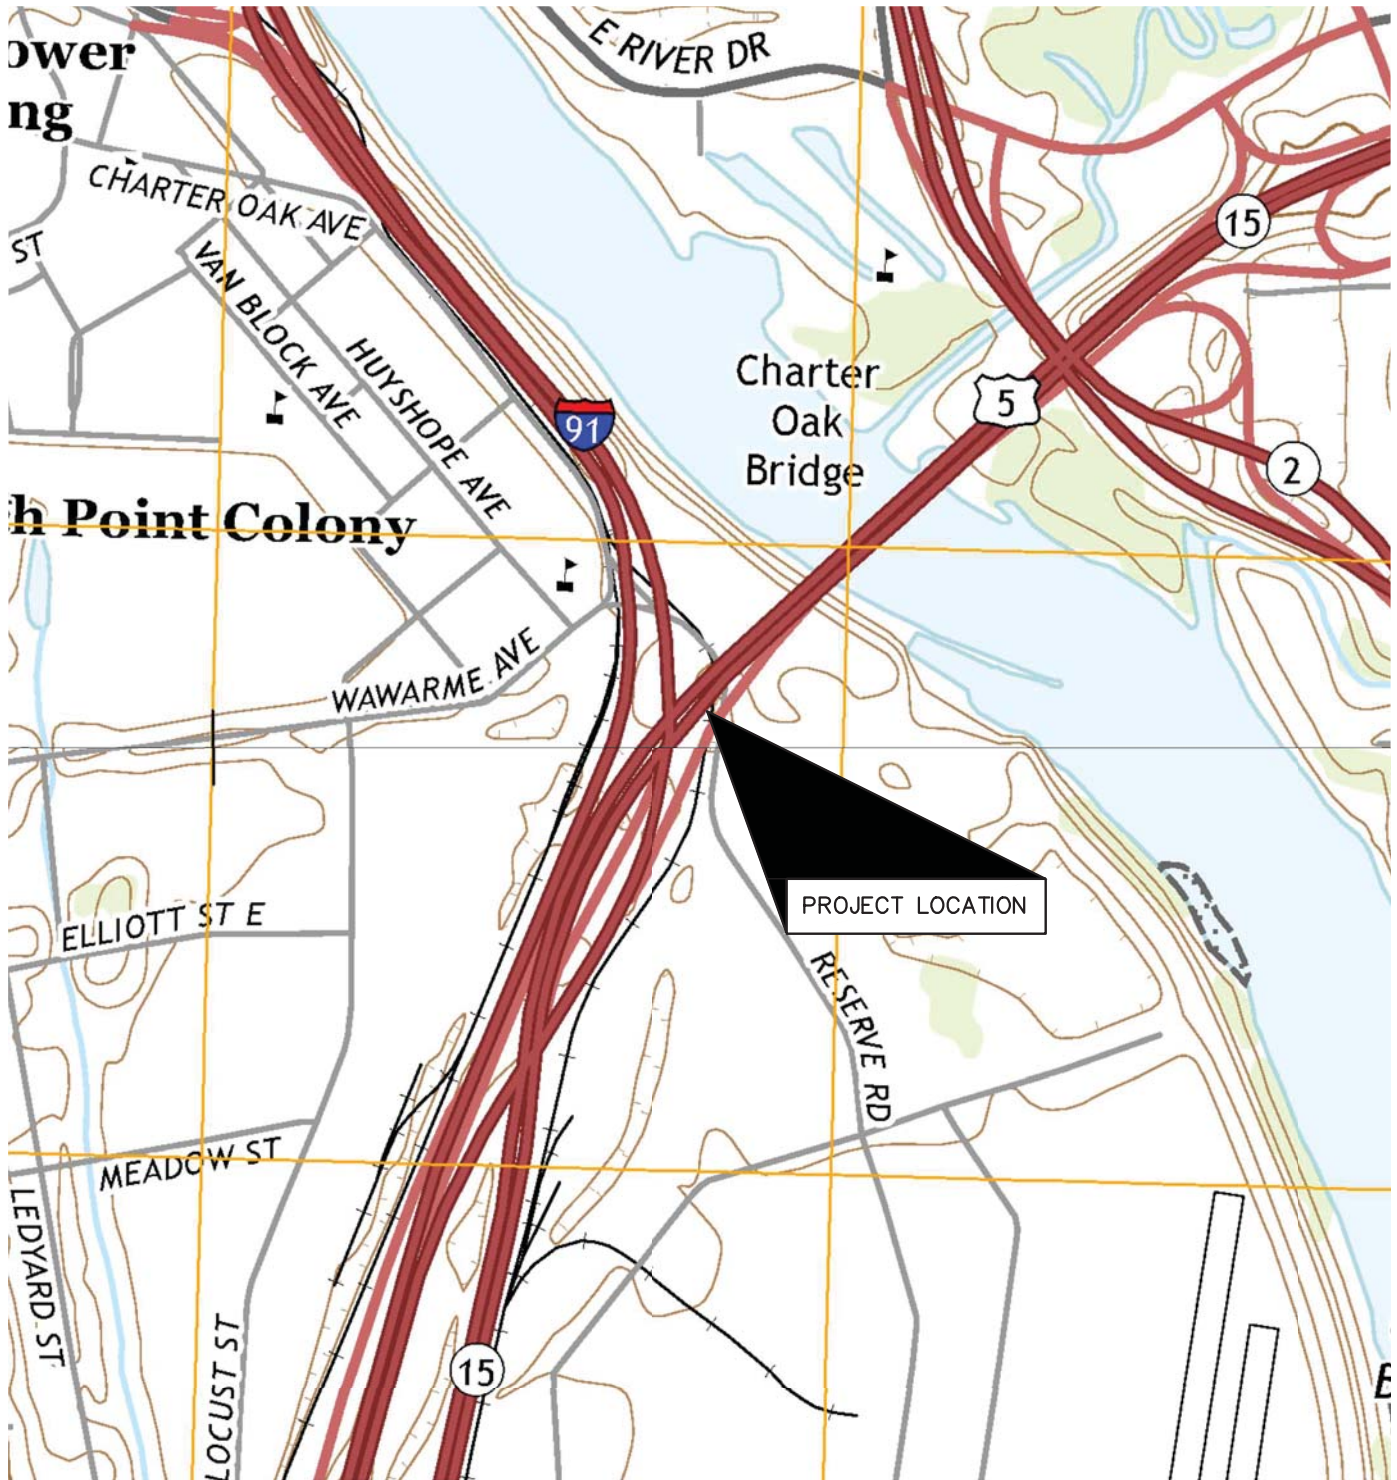 ower
ng
E RIVER DR
CHARTER OAK AVE
ST
VAN BLOCK AVE
HUYSHOPE AVE
15
Charter
Oak
Bridge
5
91
2
h Point Colony
WAWARME AVE
PROJECT LOCATION
ELLIOTT ST E
RESERVE RD
MEADOW ST
LEDYARD ST
LOCUST ST
15
B